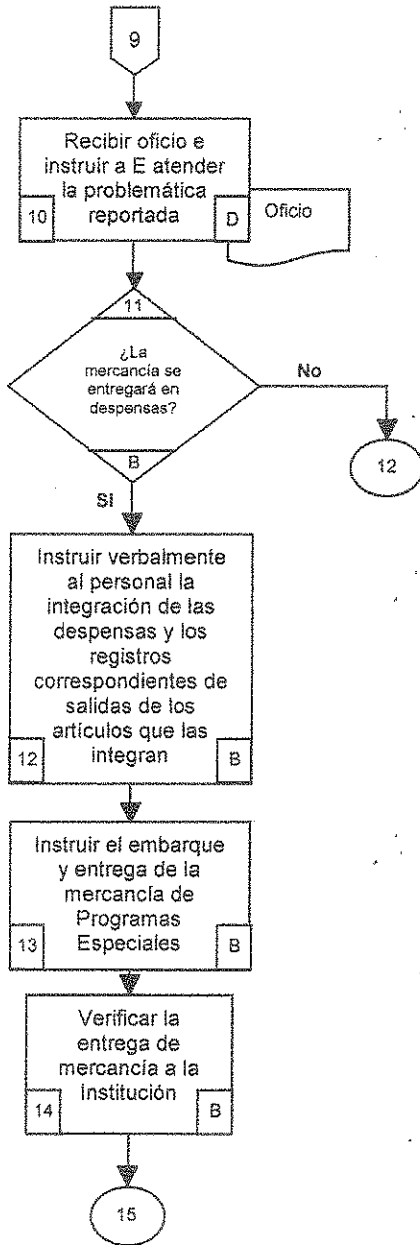 9
Recibir oficio e
instruir a E atender
la problemática
reportada
10
D
Oficio
11
¿La
mercancía se
entregará en
despensas?
B
No
12
SI
Instruir verbalmente
al personal la
integración de las
despensas y los
registros
correspondientes de
salidas de los
artículos que las
integran
12
B
Instruir el embarque
y entrega de la
mercancía de
Programas
Especiales
13
B
Verificar la
entrega de
mercancía a la
Institución
14
B
15